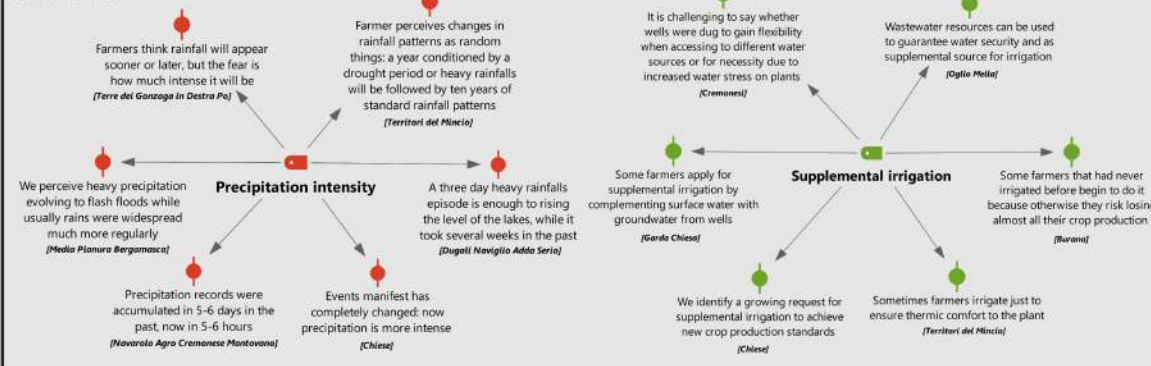 Farmers think rainfall will appear
sooner or later, but the fear is
how much intense it will be
[Terre dei Gonzaga in Destra Po]
Farmer perceives changes in
rainfall patterns as random
things: a year conditioned by a
drought period or heavy rainfalls
will be followed by ten years of
standard rainfall patterns
[Territori del Mincio]
We perceive heavy precipitation
evolving to flash floods while
usually rains were widespread
much more regularly
[Media Pianura Bergamasca]
Precipitation intensity
A three day heavy rainfalls
episode is enough to rising
the level of the lakes, while it
took several weeks in the past
[Dugali Naviglio Adda Serio]
Precipitation records were
accumulated in 5-6 days in the
past, now in 5-6 hours
[Navarolo Agro Cremonese Mantovano]
Events manifest has
completely changed: now
precipitation is more intense
[Chiese]
It is challenging to say whether
wells were dug to gain flexibility
when accessing to different water
sources or for necessity due to
increased water stress on plants
[Cremonesi]
Wastewater resources can be used
to guarantee water security and as
supplemental source for irrigation
[Oglio Mella]
Some farmers apply for
supplemental irrigation by
complementing surface water with
groundwater from wells
[Garda Chiese]
Supplemental irrigation
Some farmers that had never
irrigated before begin to do it
because otherwise they risk losing
almost all their crop production
[Burana]
We identify a growing request for
supplemental irrigation to achieve
new crop production standards
[Chiese]
Sometimes farmers irrigate just to
ensure thermic comfort to the plant
[Territori del Mincio]